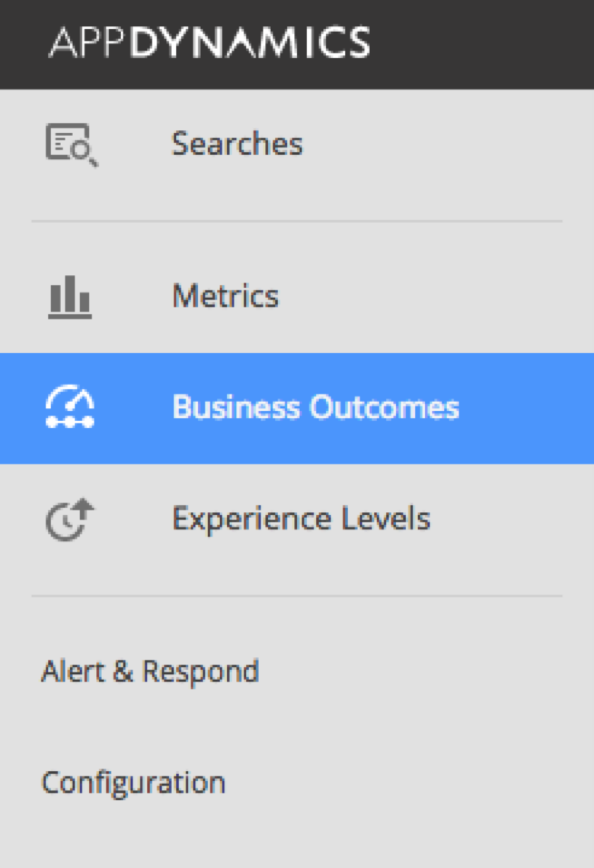 APPDYNAMICS
Searches
Metrics
Business Outcomes
Experience Levels
Alert & Respond
Configuration